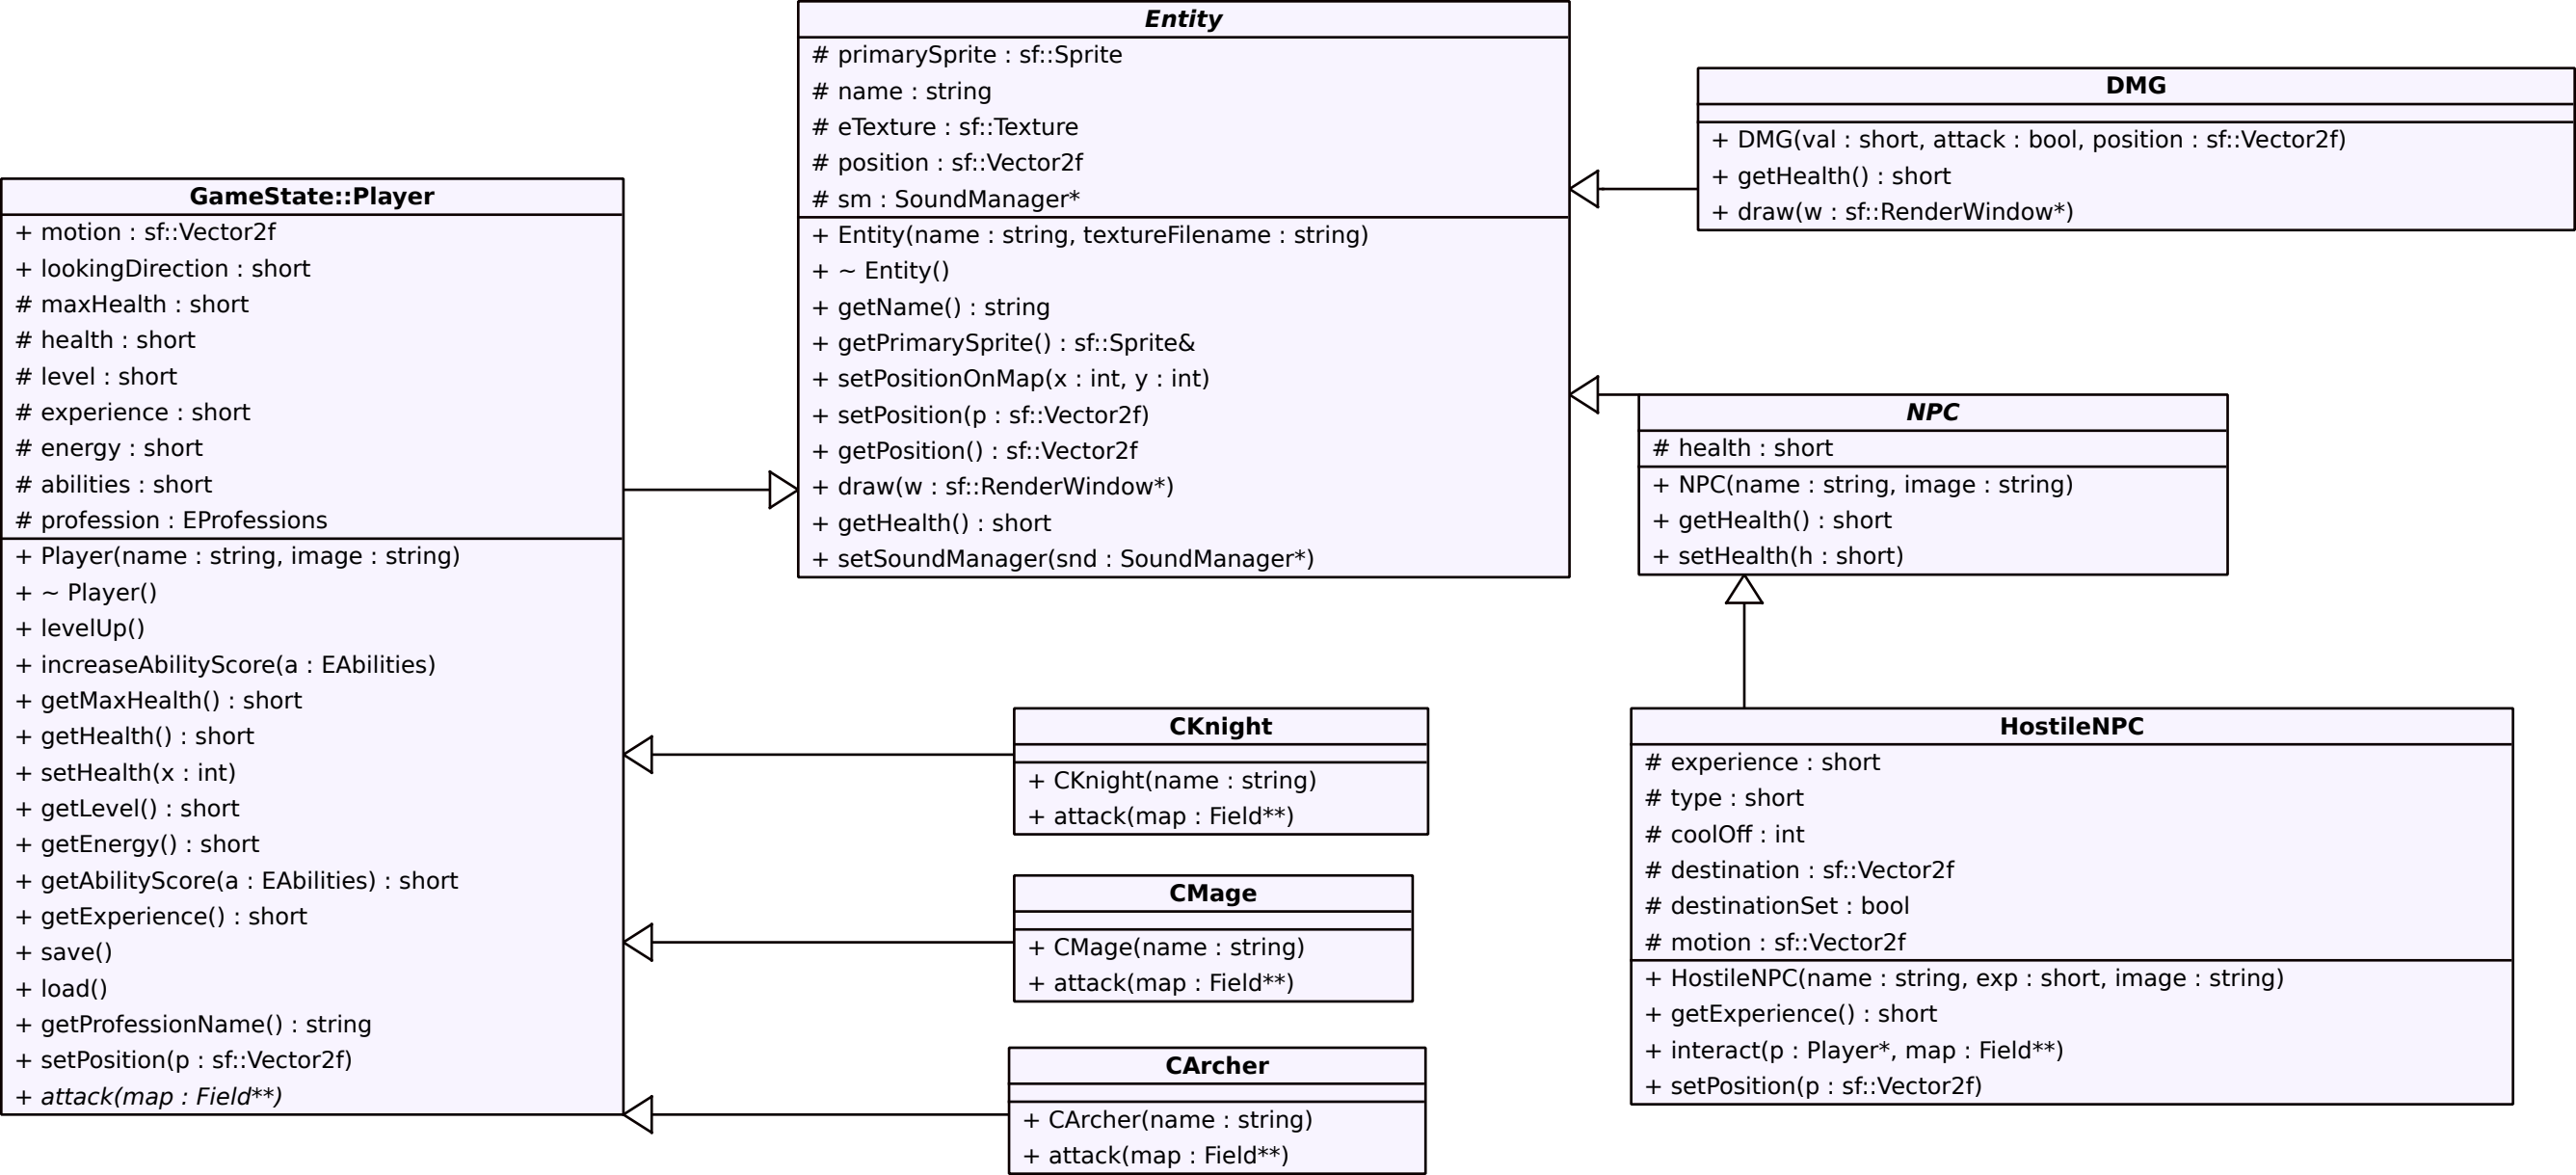 Entity
# primarySprite : sf::Sprite
# name : string
# eTexture : sf::Texture
# position : sf::Vector2f
# sm : SoundManager*
+ Entity(name : string, textureFilename : string)
+ ~ Entity()
+ getName() : string
+ getPrimarySprite() : sf::Sprite&
+ setPositionOnMap(x : int, y : int)
+ setPosition(p : sf::Vector2f)
+ getPosition() : sf::Vector2f
+ draw(w : sf::RenderWindow*)
+ getHealth() : short
+ setSoundManager(snd : SoundManager*)
DMG
+ DMG(val : short, attack : bool, position : sf::Vector2f)
+ getHealth() : short
+ draw(w : sf::RenderWindow*)
GameState::Player
+ motion : sf::Vector2f
+ lookingDirection : short
# maxHealth : short
# health : short
# level : short
# experience : short
# energy : short
# abilities : short
# profession : EProfessions
+ Player(name : string, image : string)
+ ~ Player()
+ levelUp()
+ increaseAbilityScore(a : EAbilities)
+ getMaxHealth() : short
+ getHealth() : short
+ setHealth(x : int)
+ getLevel() : short
+ getEnergy() : short
+ getAbilityScore(a : EAbilities) : short
+ getExperience() : short
+ save()
+ load()
+ getProfessionName() : string
+ setPosition(p : sf::Vector2f)
+ attack(map : Field**)
NPC
# health : short
+ NPC(name : string, image : string)
+ getHealth() : short
+ setHealth(h : short)
CKnight
+ CKnight(name : string)
+ attack(map : Field**)
CMage
+ CMage(name : string)
+ attack(map : Field**)
CArcher
+ CArcher(name : string)
+ attack(map : Field**)
HostileNPC
# experience : short
# type : short
# coolOff : int
# destination : sf::Vector2f
# destinationSet : bool
# motion : sf::Vector2f
+ HostileNPC(name : string, exp : short, image : string)
+ getExperience() : short
+ interact(p : Player*, map : Field**)
+ setPosition(p : sf::Vector2f)